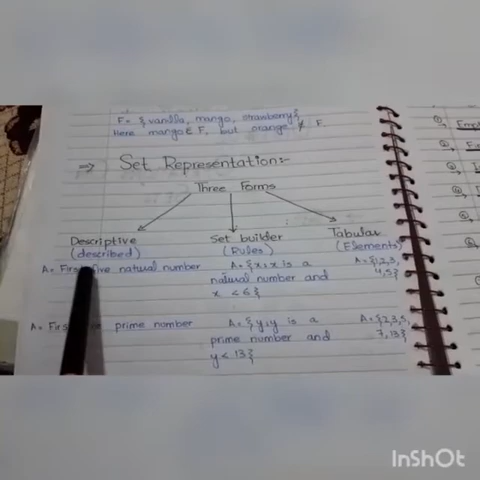 F = { vanilla, mango, strawberry}
Here mango ∈ F, but orange ∉ F
⇒ Set Representation:-
Three Forms
Descriptive
(described)
A = First five natural number
Set builder
(Rules)
A = {x:x is a
natural number and
x < 6}
Tabular
(Elements)
A = {1,2,3,
4,5}
A = prime number
A = {y:y is a
prime number and
y < 13}
A = {2,3,5,
7,13}
InShOt